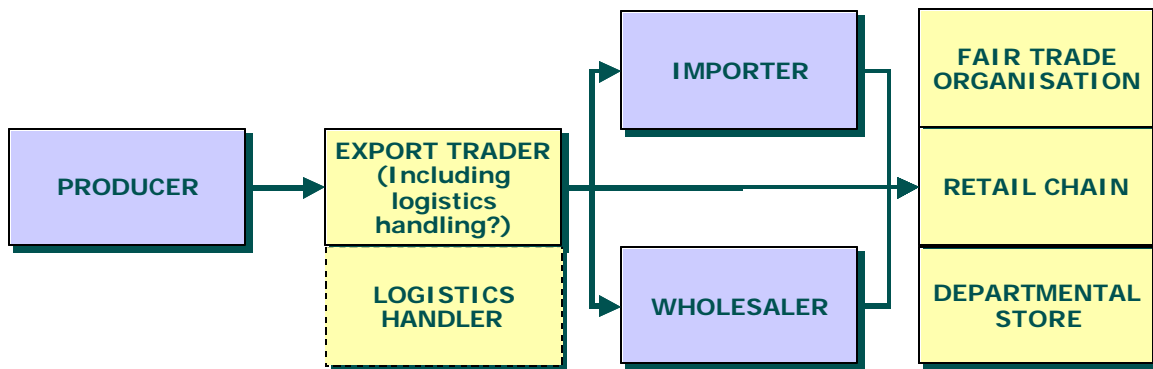 PRODUCER
EXPORT TRADER
(Including
logistics
handling?)
LOGISTICS
HANDLER
IMPORTER
WHOLESALER
FAIR TRADE
ORGANISATION
RETAIL CHAIN
DEPARTMENTAL
STORE